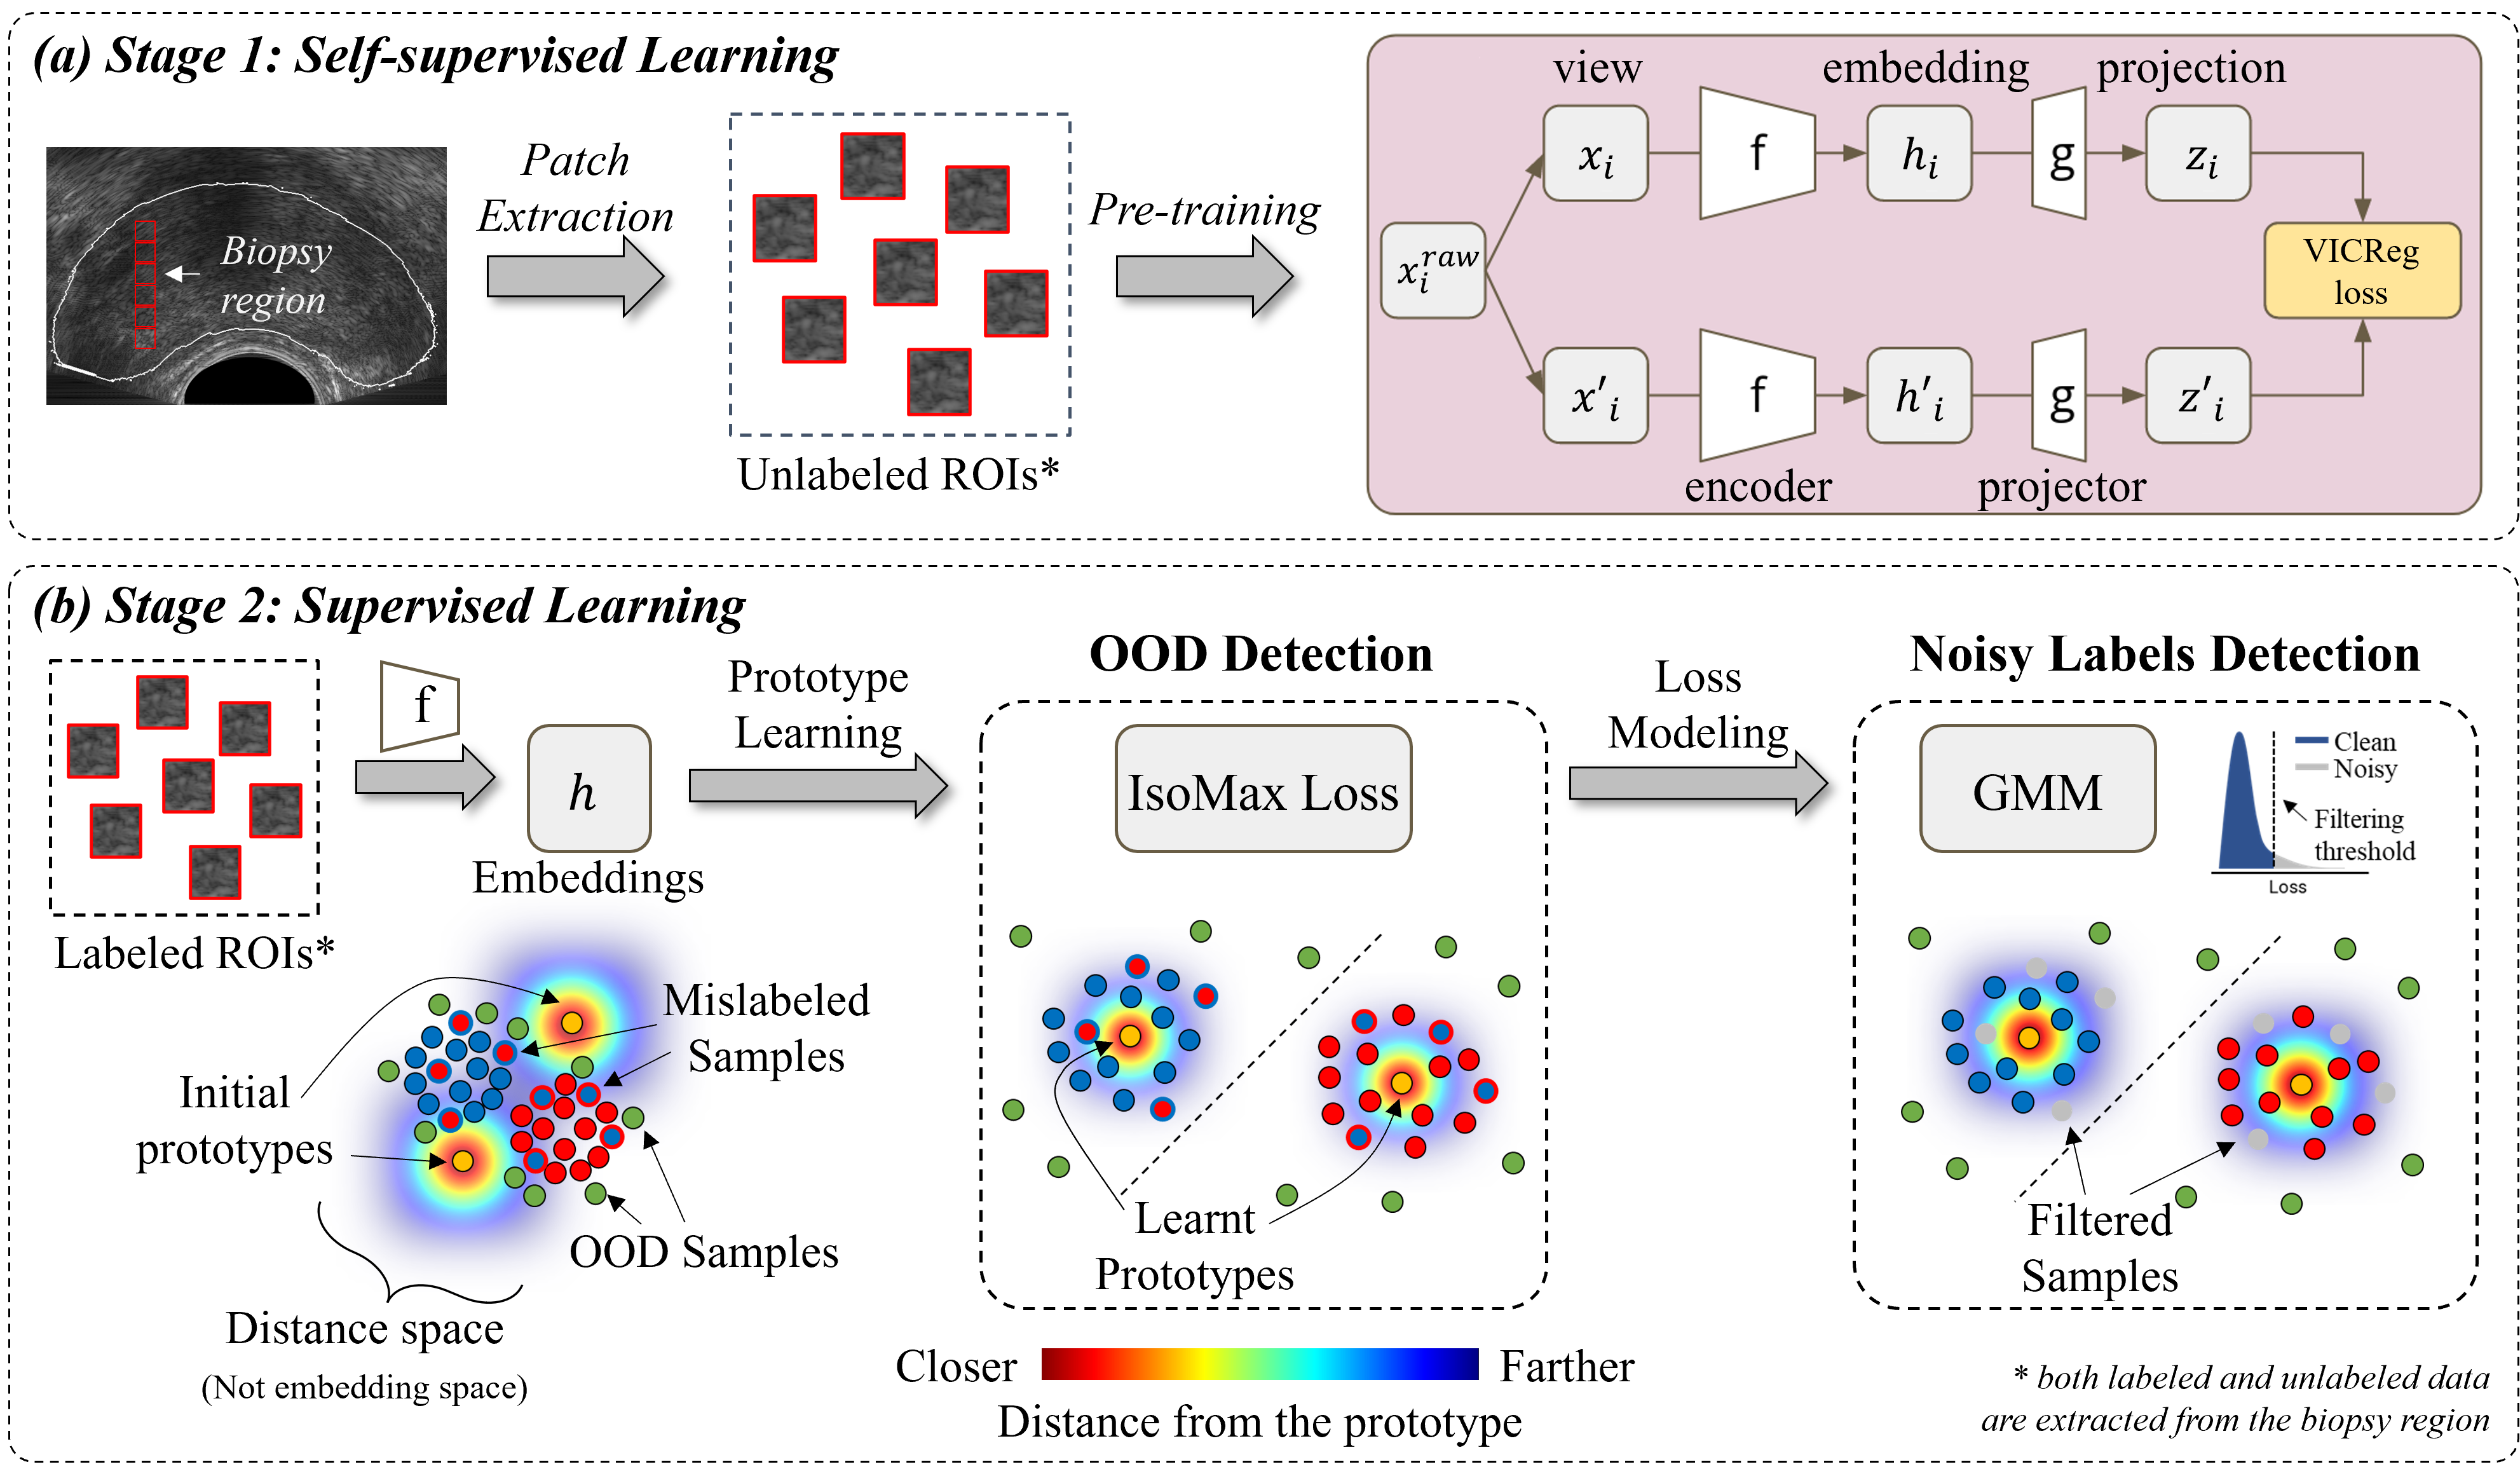 (a) Stage 1: Self-supervised Learning
Biopsy
region
Patch
Extraction
Unlabeled ROIs*
Pre-training
view
embedding
projection
x_i^{raw}
x_i
f
h_i
g
z_i
VICReg
loss
x'_i
f
h'_i
g
z'_i
encoder
projector
(b) Stage 2: Supervised Learning
Labeled ROIs*
f
h
Embeddings
Prototype
Learning
OOD Detection
IsoMax Loss
Loss
Modeling
Noisy Labels Detection
GMM
Clean
Noisy
Filtering
threshold
Loss
Mislabeled
Samples
Initial
prototypes
OOD Samples
Distance space
(Not embedding space)
Learnt
Prototypes
Filtered
Samples
Closer
Farther
Distance from the prototype
* both labeled and unlabeled data
are extracted from the biopsy region